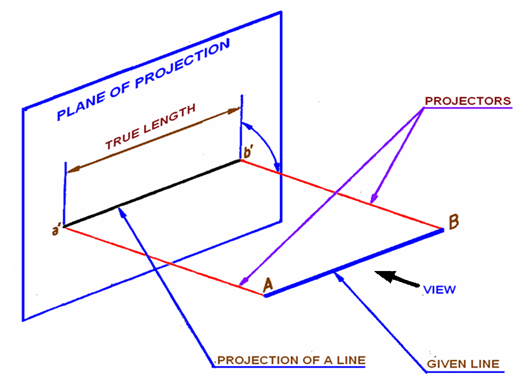 PLANE OF PROJECTION
TRUE LENGTH
PROJECTORS
b'
a'
B
A
VIEW
PROJECTION OF A LINE
GIVEN LINE